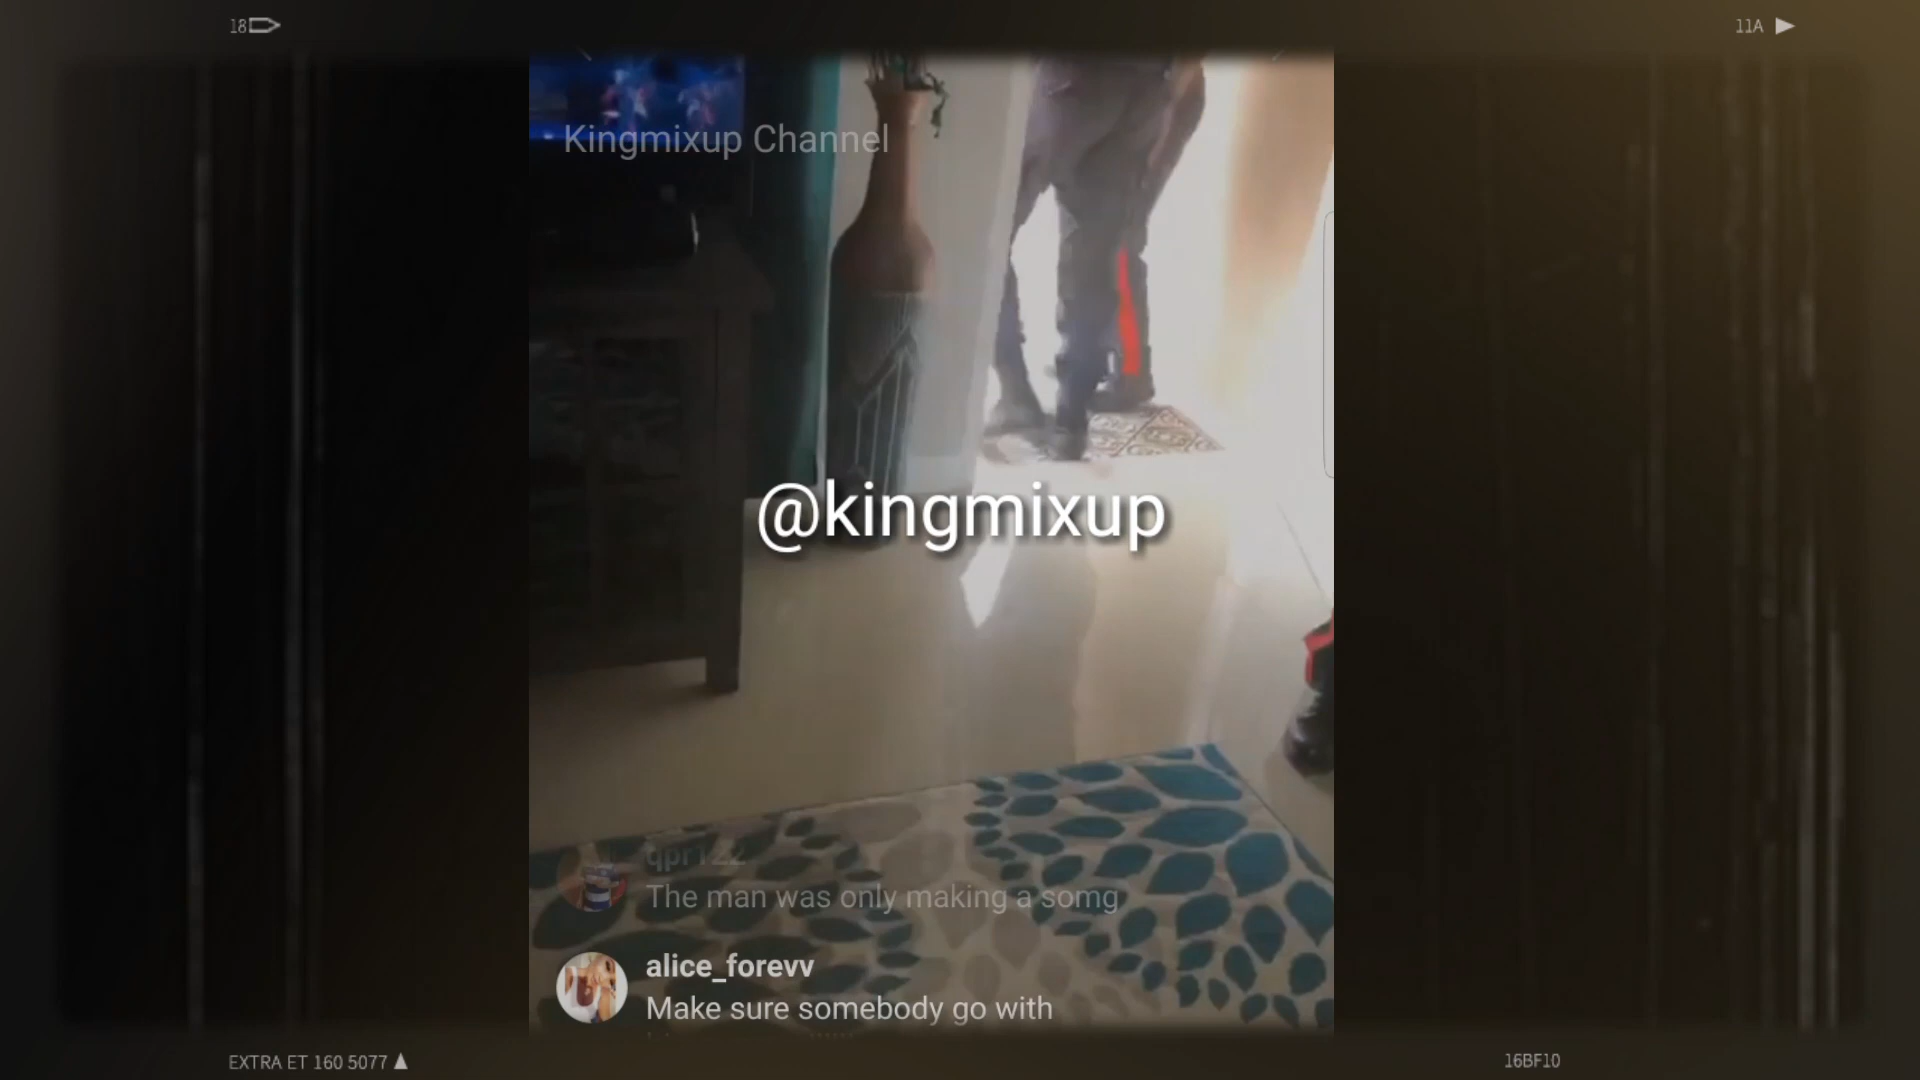 18
11A
Kingmixup Channel
@kingmixup
qpr122
The man was only making a somg
alice_forevv
Make sure somebody go with
EXTRA ET 160 5077
16BF10